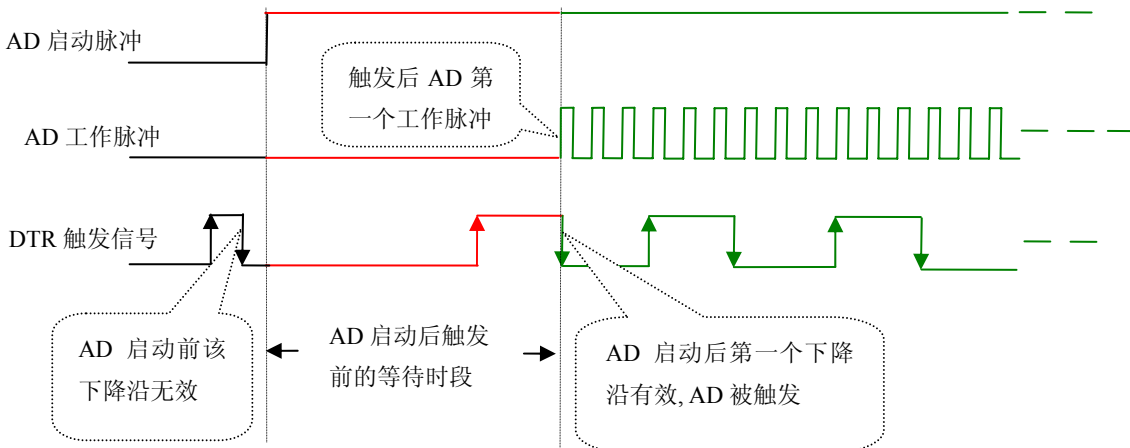 AD 启动脉冲
触发后 AD 第
一个工作脉冲
AD 工作脉冲
DTR 触发信号
AD 启动前该
下降沿无效
AD 启动后触发
前的等待时段
AD 启动后第一个下降
沿有效, AD 被触发